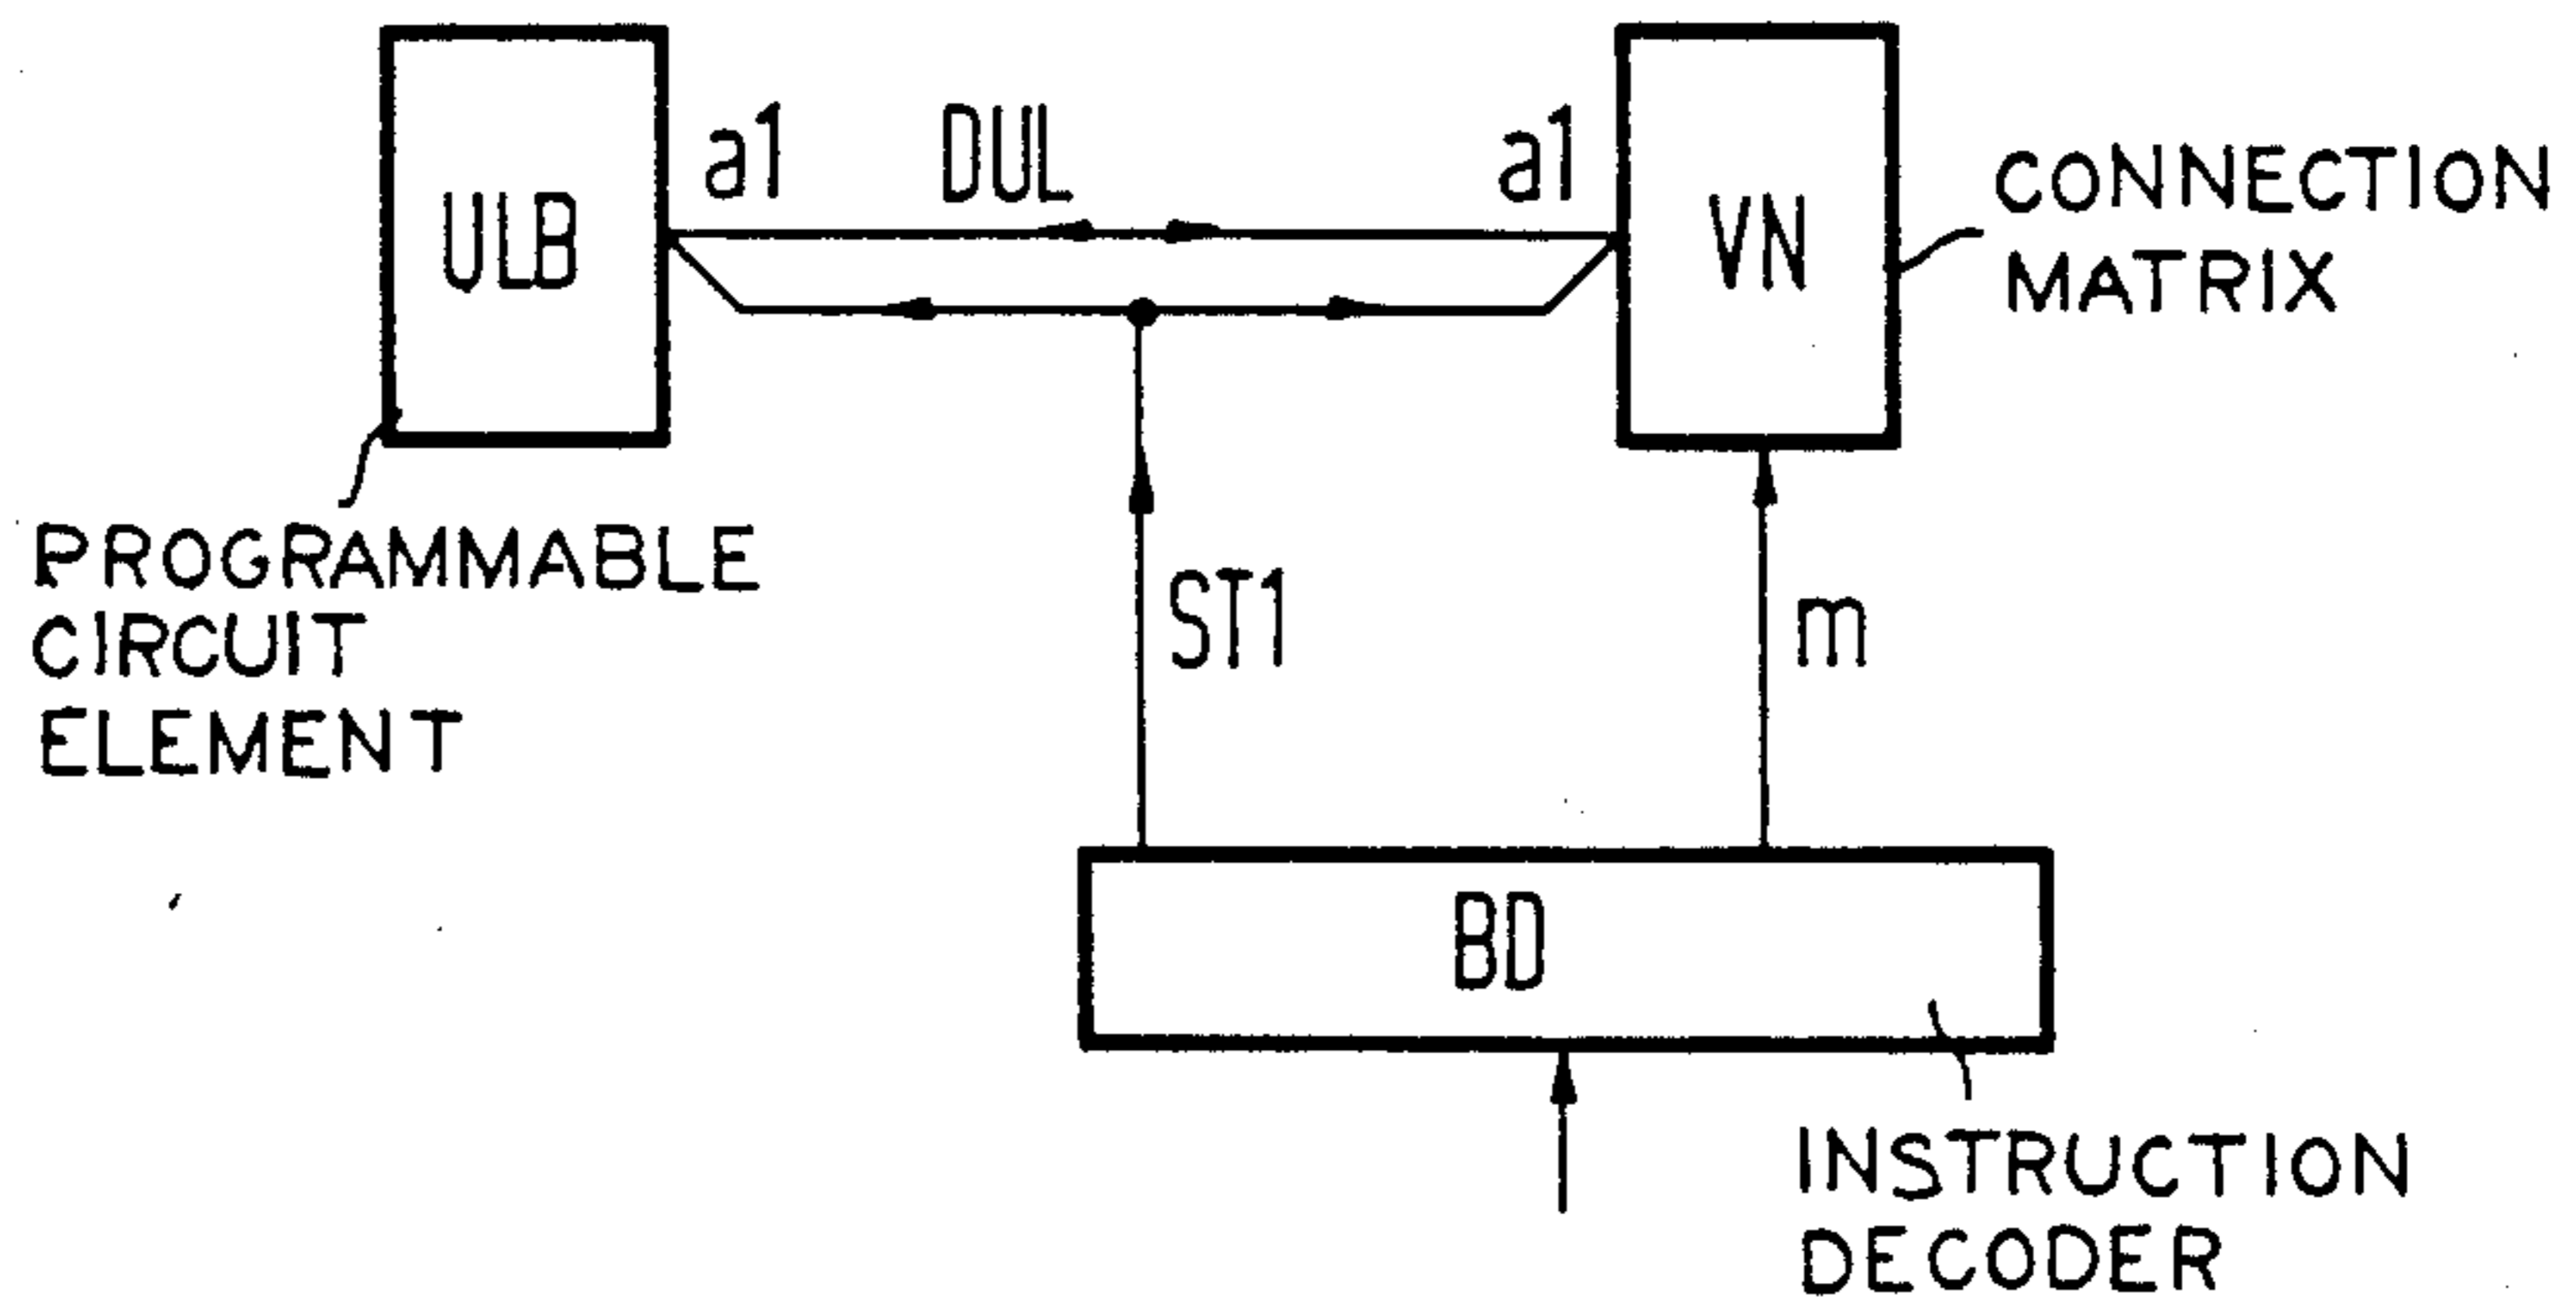 a1 DUL a1
ULB
VN
CONNECTION
MATRIX
PROGRAMMABLE
CIRCUIT
ELEMENT
ST1
m
BD
INSTRUCTION
DECODER